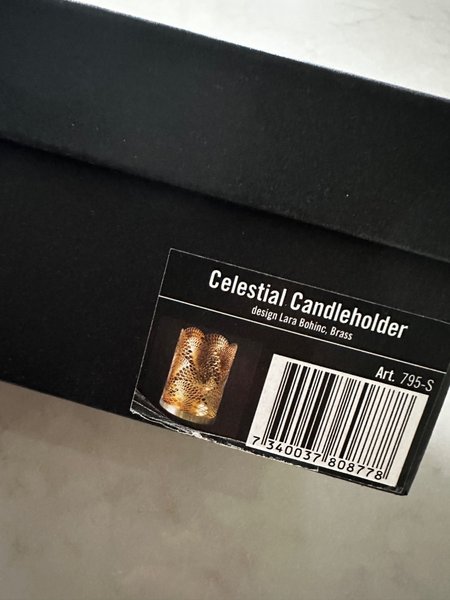 Celestial Candleholder
design Lara Bohinc, Brass
Art. 795-S
7 340037 808778